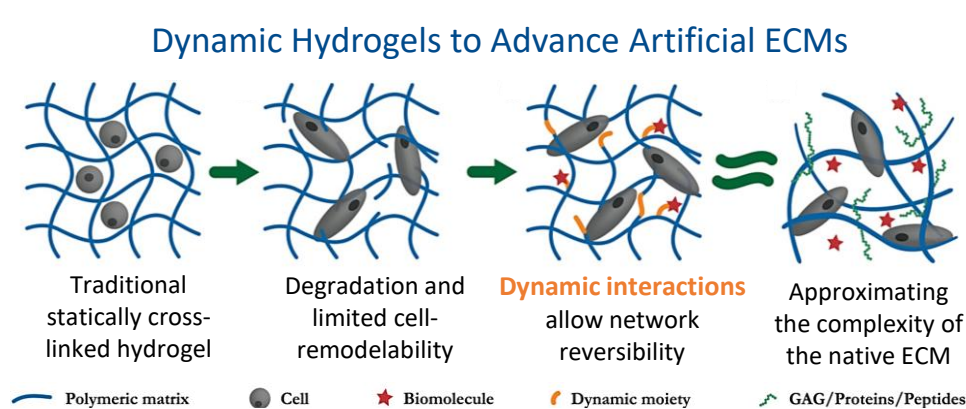 Dynamic Hydrogels to Advance Artificial ECMs
Traditional
statically cross-
linked hydrogel
Degradation and
limited cell-
remodelability
Dynamic interactions
allow network
reversibility
Approximating
the complexity of
the native ECM
Polymeric matrix
Cell
Biomolecule
Dynamic moiety
GAG/Proteins/Peptides